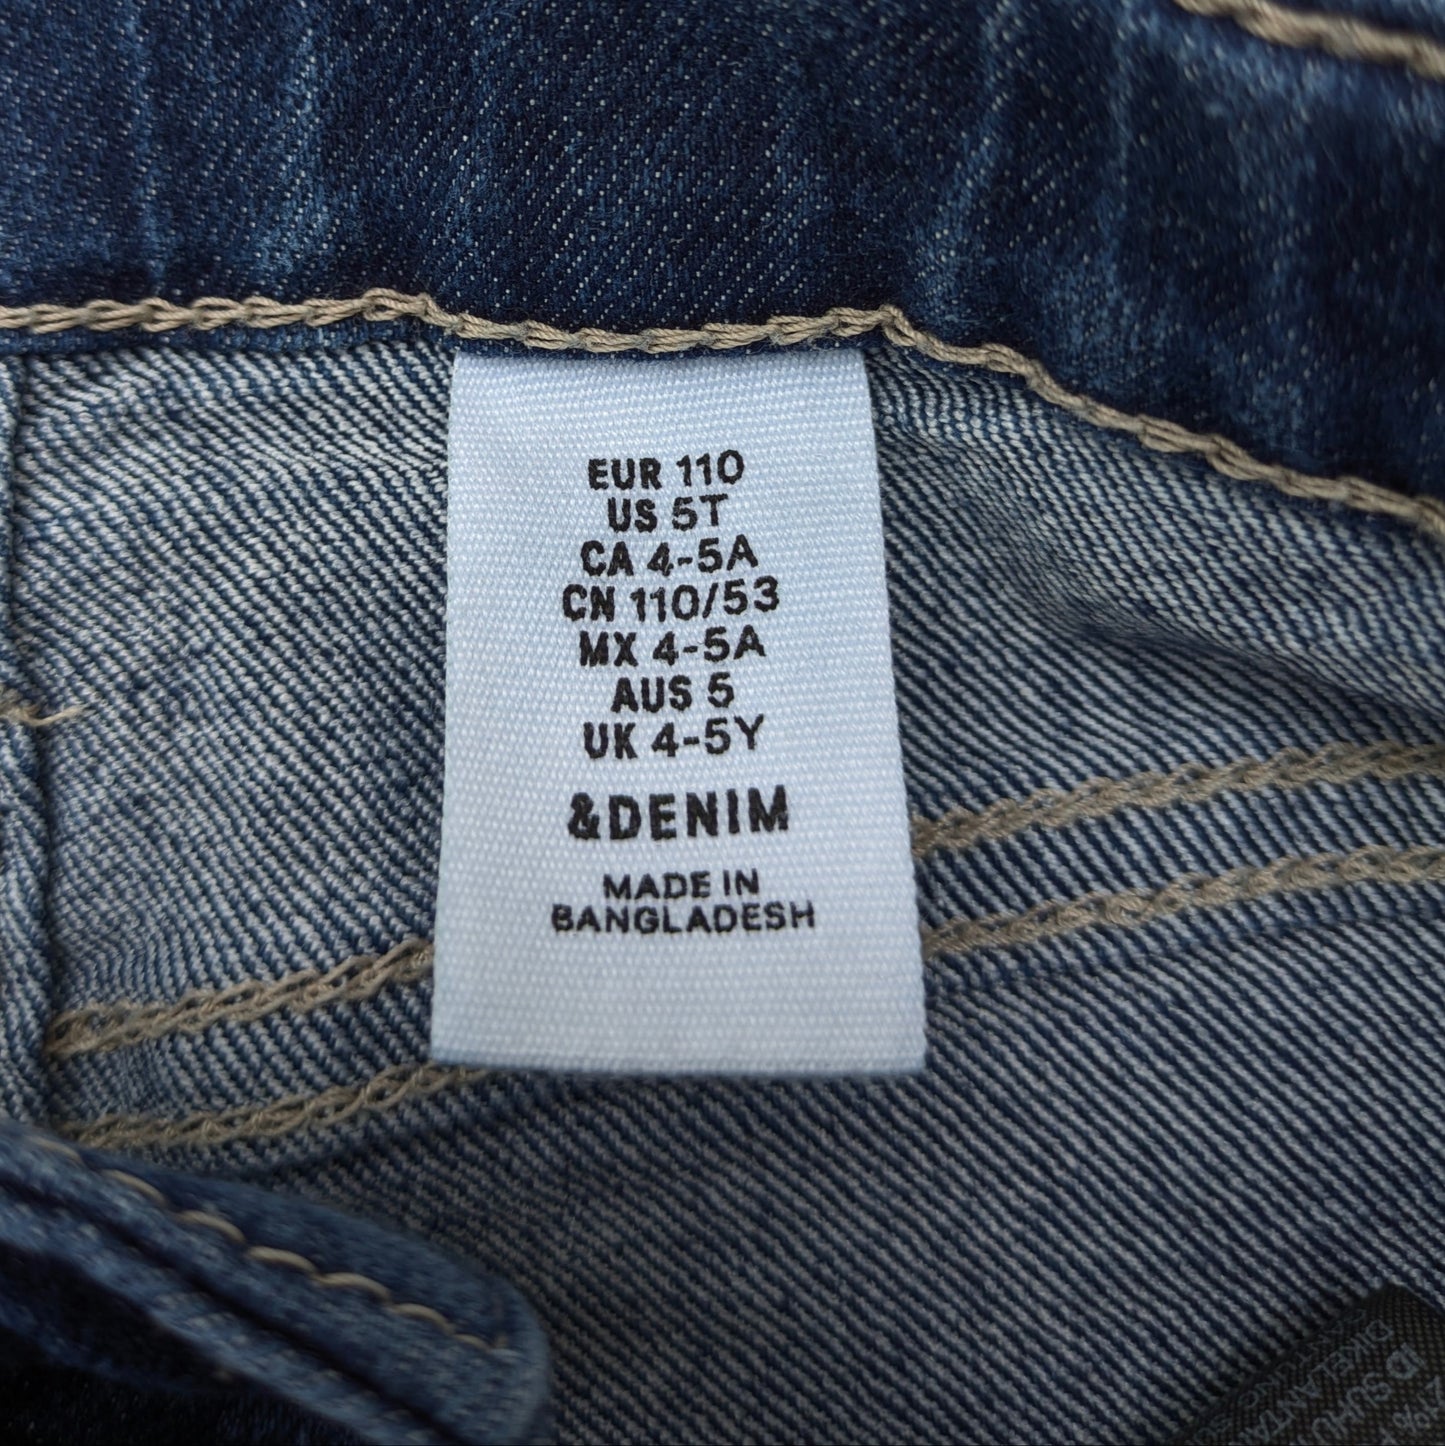 EUR 110
US 5T
CA 4-5A
CN 110/53
MX 4-5A
AUS 5
UK 4-5Y
&DENIM
MADE IN
BANGLADESH